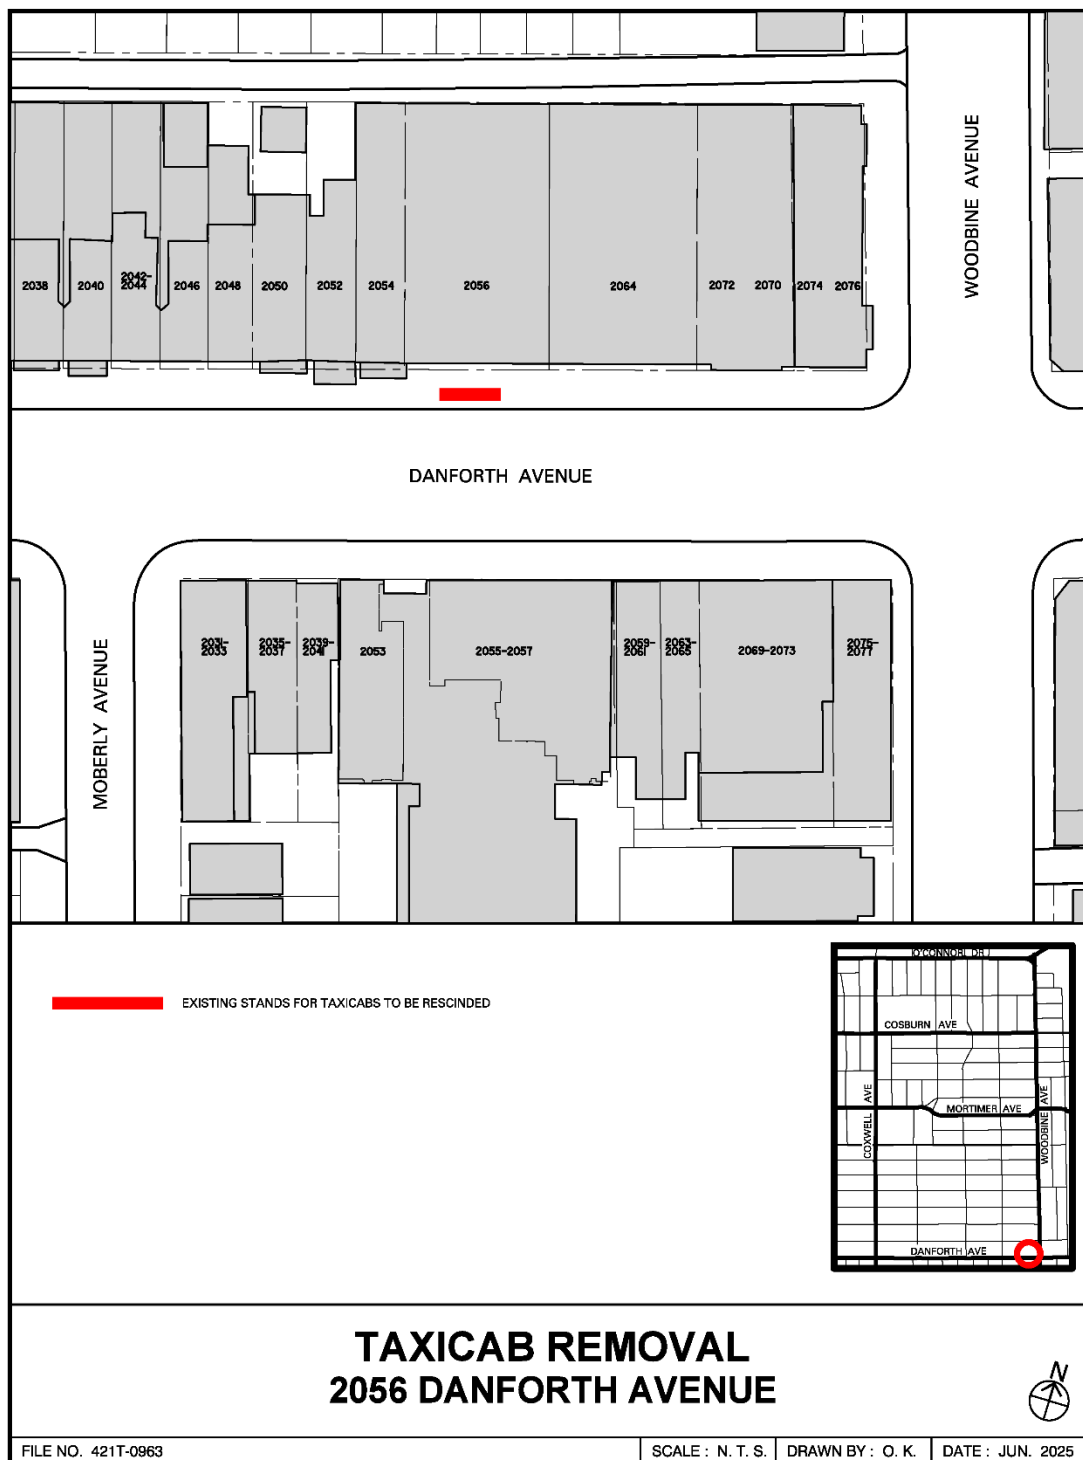 WOODBINE AVENUE
2038 2040 2042-2044 2046 2048 2050 2052 2054 2056 2064 2072 2070 2074 2076
DANFORTH AVENUE
MOBERLY AVENUE
2031-2033 2035-2037 2039-2041 2053 2055-2057 2059-2061 2063-2065 2069-2073 2075-2077
EXISTING STANDS FOR TAXICABS TO BE RESCINDED
O'CONNOR DR
COSBURN AVE
COXWELL AVE
MORTIMER AVE
WOODBINE AVE
DANFORTH AVE
TAXICAB REMOVAL
2056 DANFORTH AVENUE
N
FILE NO. 421T-0963
SCALE : N. T. S.
DRAWN BY : O. K.
DATE : JUN. 2025